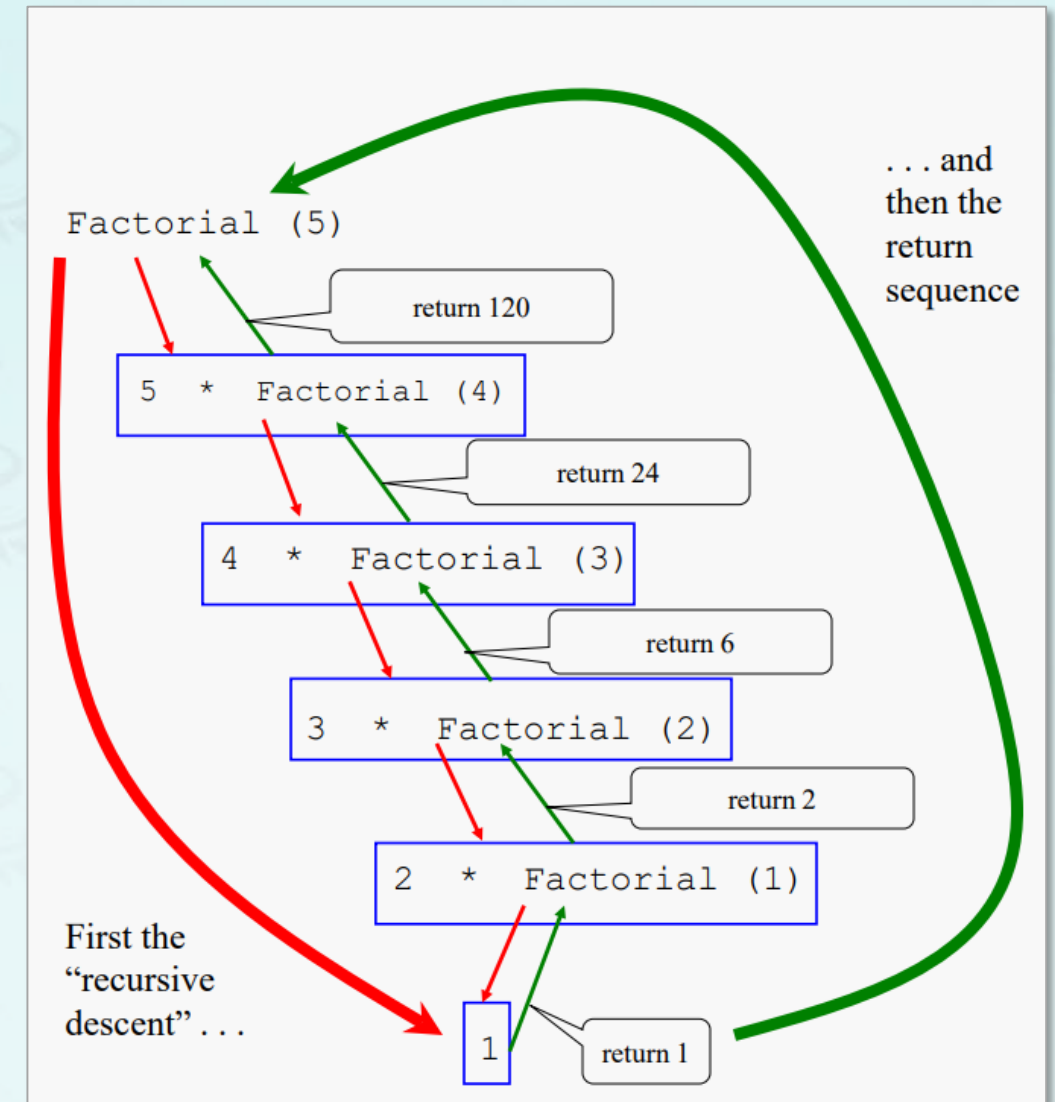 . . . and
then the
return
sequence
Factorial (5)
return 120
5 * Factorial (4)
return 24
4 * Factorial (3)
return 6
3 * Factorial (2)
return 2
2 * Factorial (1)
First the
“recursive
descent” . . .
1
return 1